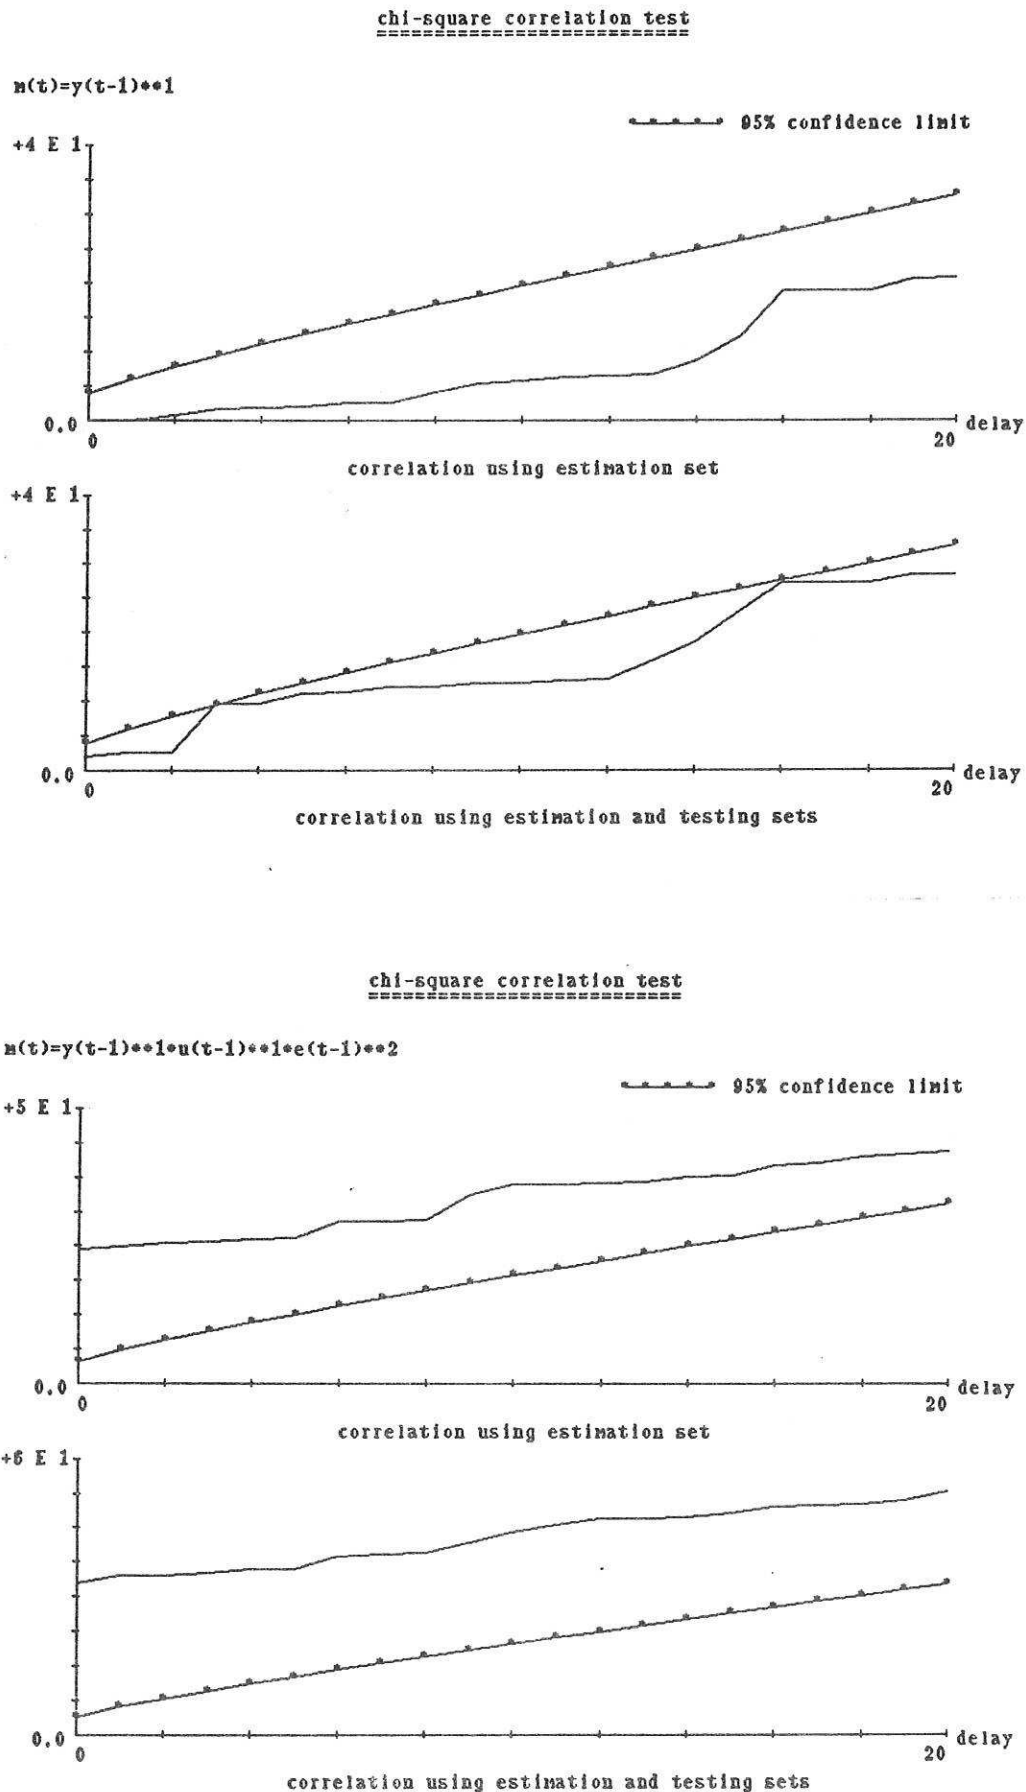 chi-square correlation test
m(t)=y(t-1)**1
95% confidence limit
+4 E 1
0.0
0
20
delay
correlation using estimation set
+4 E 1
0.0
0
20
delay
correlation using estimation and testing sets
chi-square correlation test
m(t)=y(t-1)**1*u(t-1)**1*e(t-1)**2
95% confidence limit
+5 E 1
0.0
0
20
delay
correlation using estimation set
+6 E 1
0.0
0
20
delay
correlation using estimation and testing sets